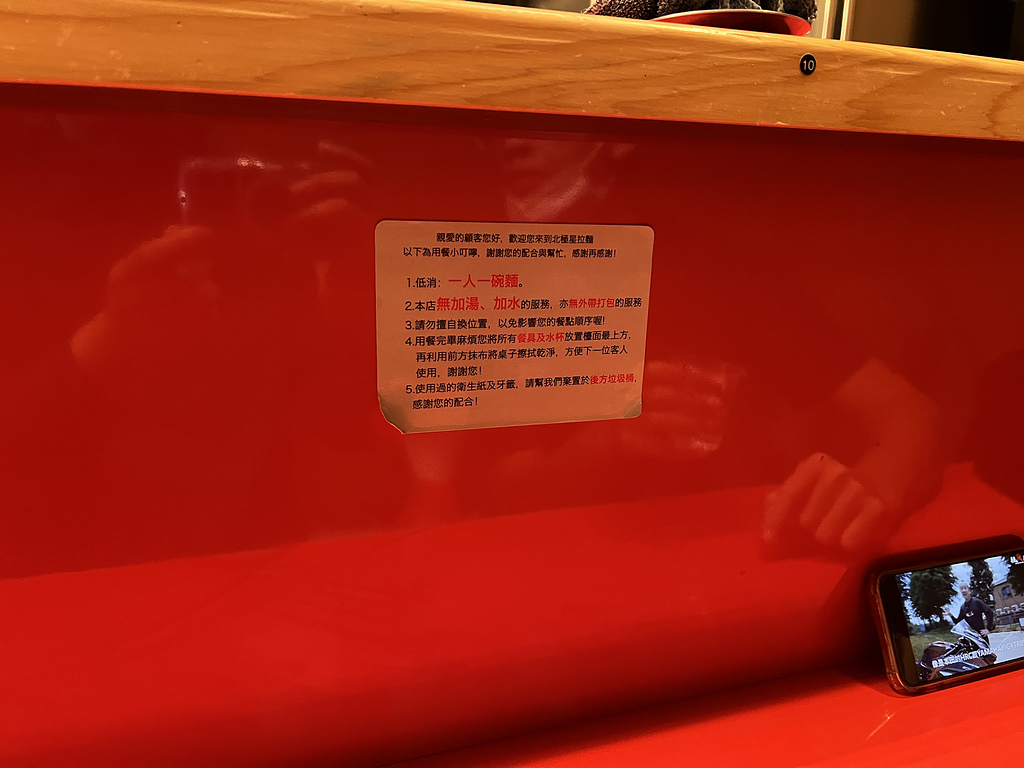 10
親愛的顧客您好，歡迎您來到北極星拉麵
以下為用餐小叮嚀，謝謝您的配合與幫忙，感謝再感謝！
1.低消：一人一碗麵。
2.本店無加湯、加水的服務，亦無外帶打包的服務
3.請勿擅自換位置，以免影響您的餐點順序喔!
4.用餐完畢麻煩您將所有餐具及水杯放置檯面最上方，
再利用前方抹布將桌子擦拭乾淨，方便下一位客人
使用，謝謝您！
5.使用過的衛生紙及牙籤，請幫我們棄置於後方垃圾桶，
感謝您的配合！